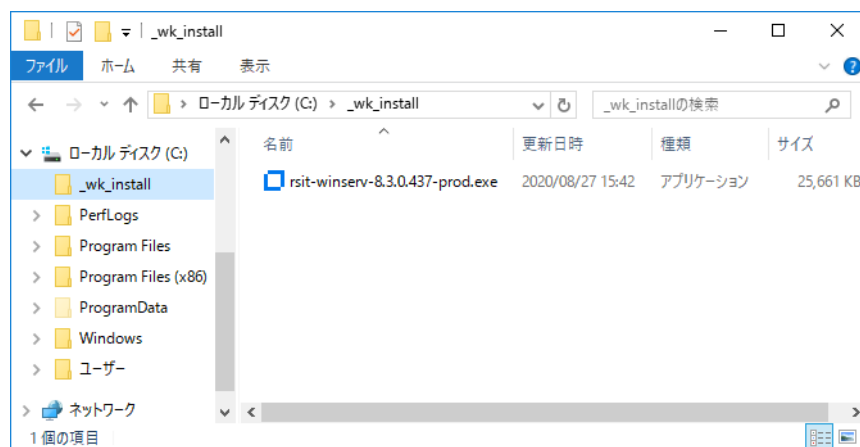 _wk_install
ファイル ホーム 共有 表示
ローカル ディスク (C:) › _wk_install _wk_installの検索
ローカル ディスク (C:) 名前 更新日時 種類 サイズ
_wk_install rsit-winserv-8.3.0.437-prod.exe 2020/08/27 15:42 アプリケーション 25,661 KB
PerfLogs
Program Files
Program Files (x86)
ProgramData
Windows
ユーザー
ネットワーク
1 個の項目